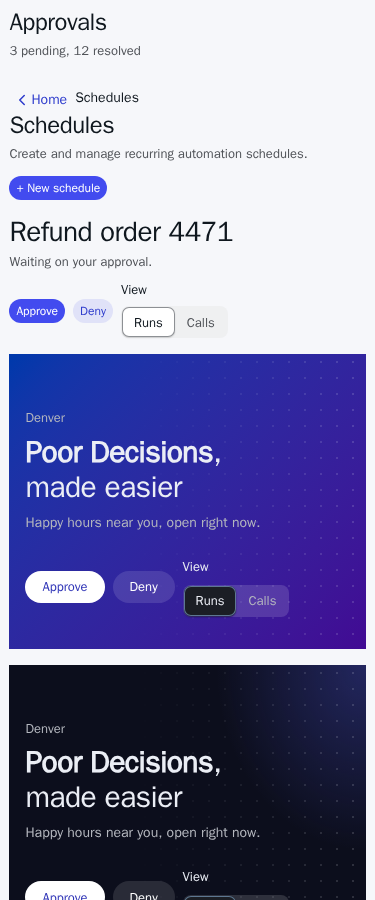 Approvals
3 pending, 12 resolved
Home Schedules
Schedules
Create and manage recurring automation schedules.
+ New schedule
Refund order 4471
Waiting on your approval.
View
Approve Deny Runs Calls
Denver
Poor Decisions,
made easier
Happy hours near you, open right now.
View
Approve Deny Runs Calls
Denver
Poor Decisions,
made easier
Happy hours near you, open right now.
View
Approve Deny